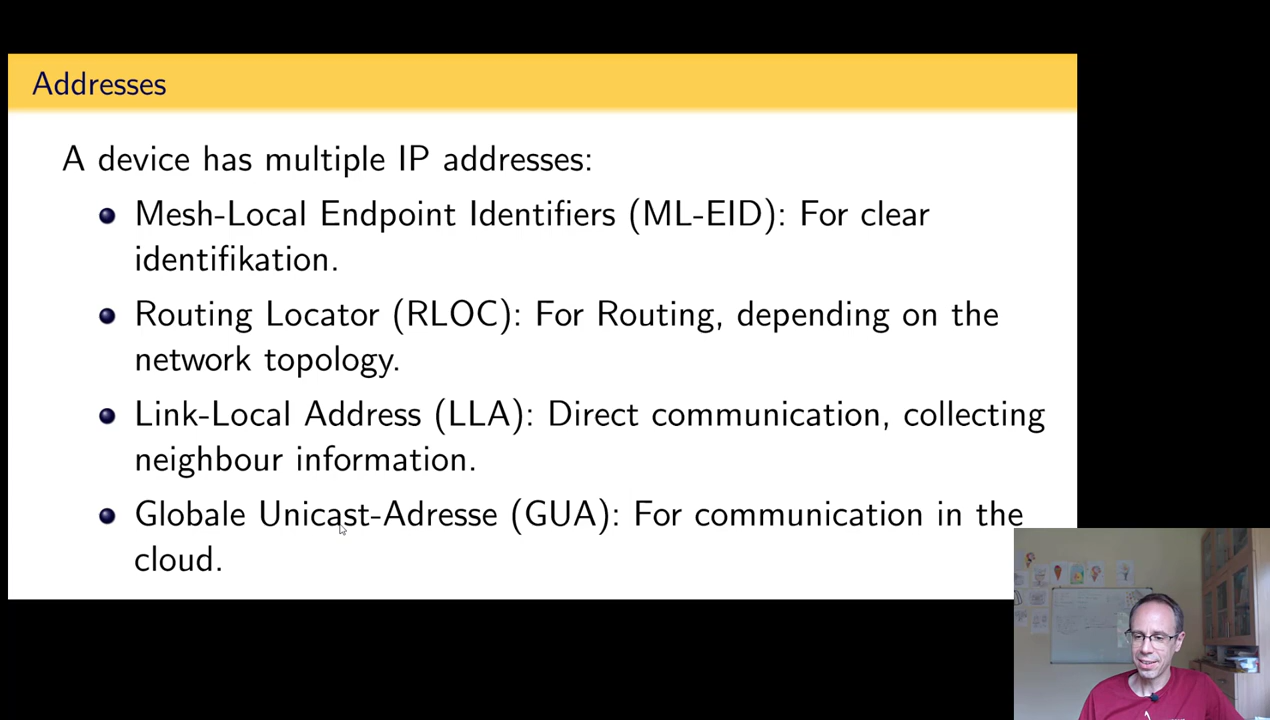 Addresses
A device has multiple IP addresses:
Mesh-Local Endpoint Identifiers (ML-EID): For clear
identifikation.
Routing Locator (RLOC): For Routing, depending on the
network topology.
Link-Local Address (LLA): Direct communication, collecting
neighbour information.
Globale Unicast-Adresse (GUA): For communication in the
cloud.